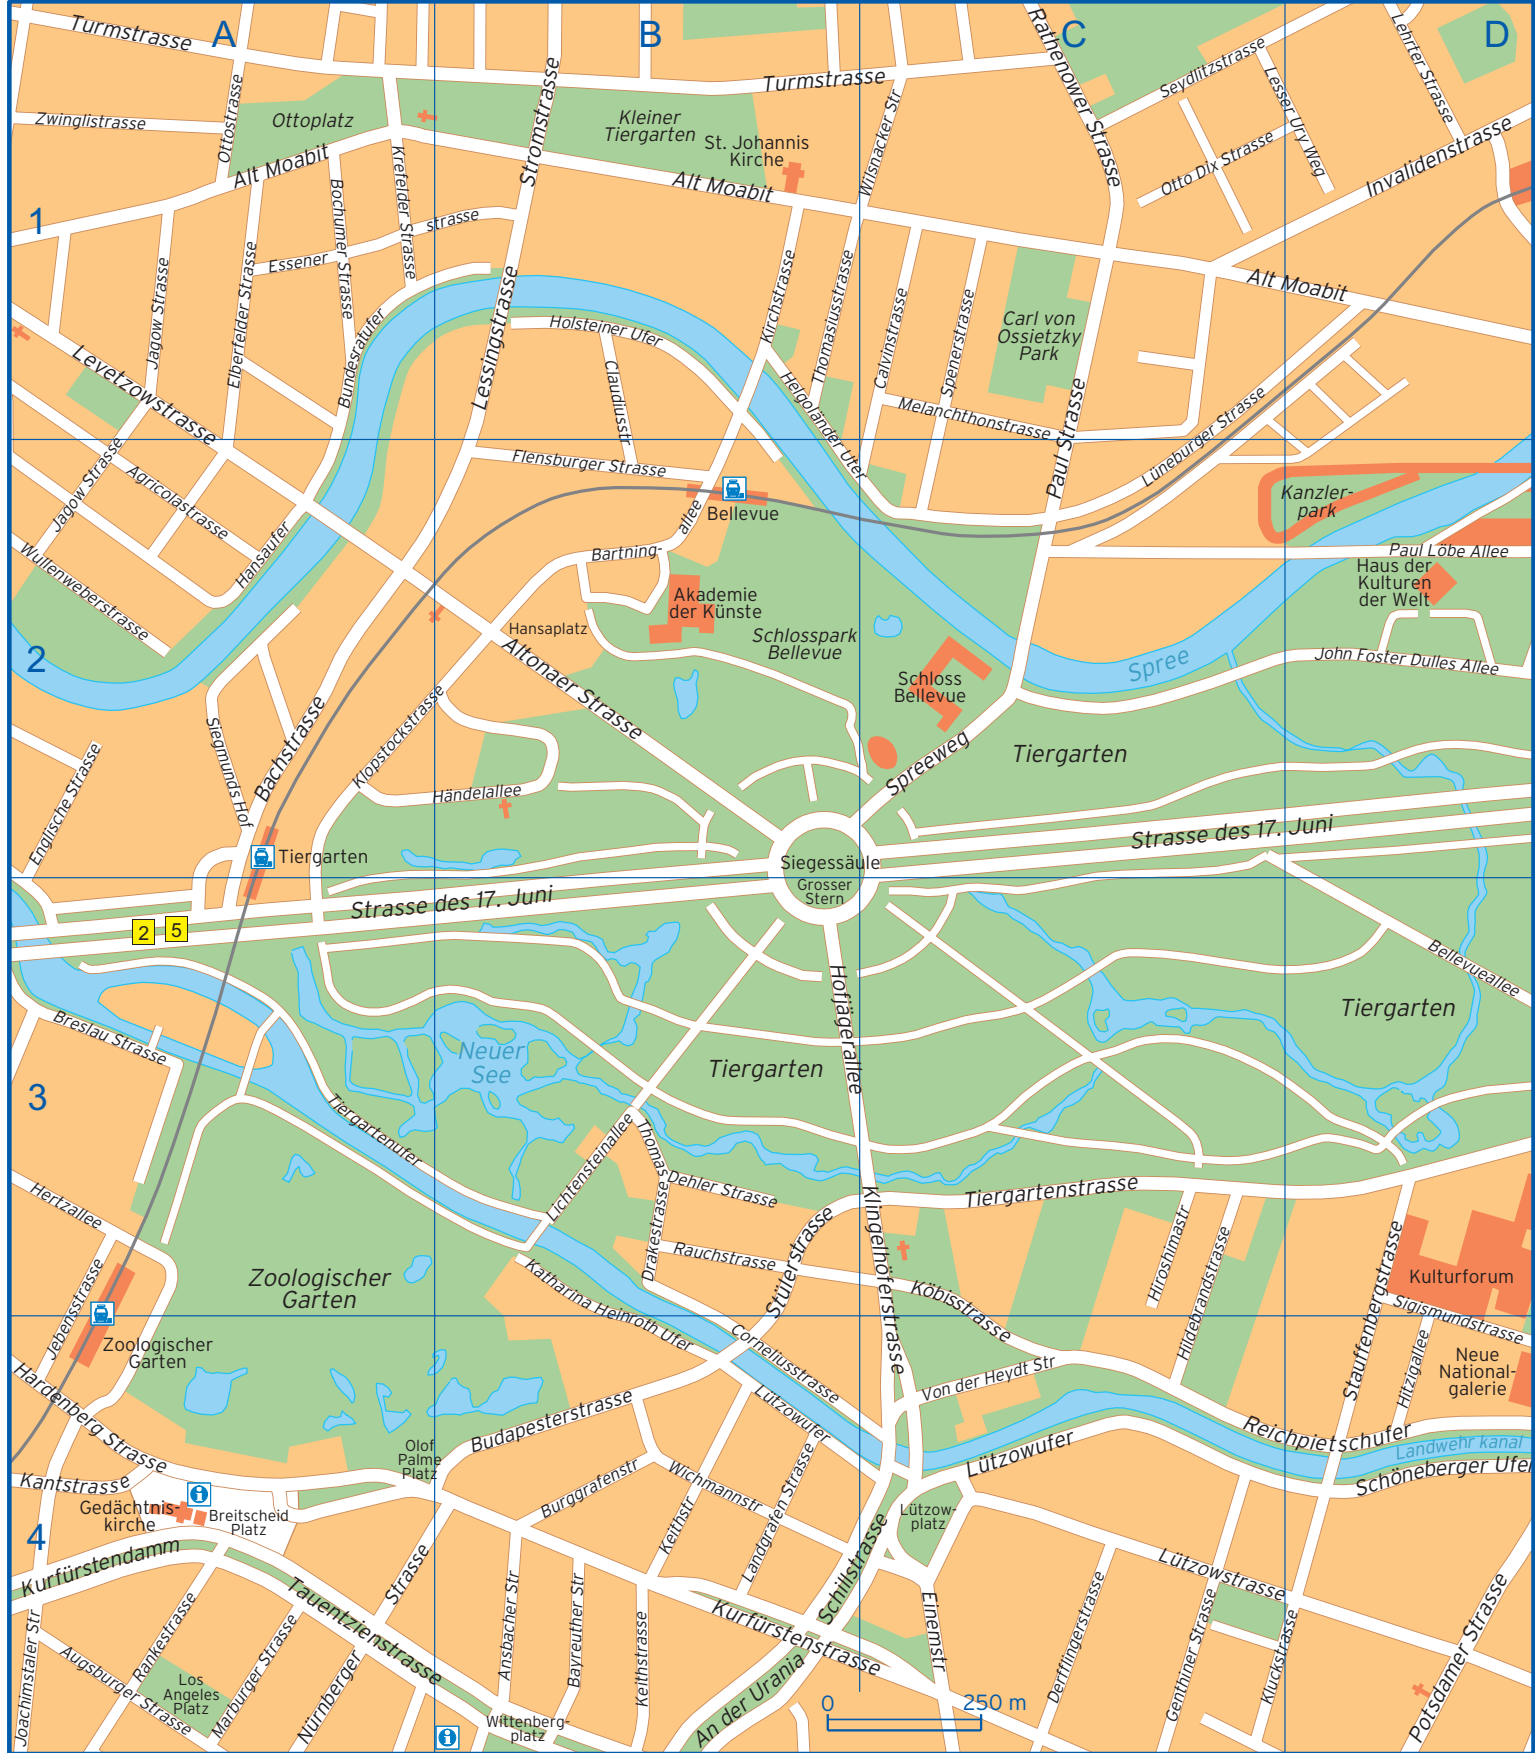 A
B
C
D
1
2
3
4
Turmstrasse
Turmstrasse
Rathenower Strasse
Seydlitzstrasse
Lesser Ury Weg
Lehrter Strasse
Zwinglistrasse
Ottostrasse
Ottoplatz
Stromstrasse
Kleiner
Tiergarten
St. Johannis
Kirche
Wilsnacker Str
Otto Dix Strasse
Invalidenstrasse
Alt Moabit
Alt Moabit
Alt Moabit
Krefelder Strasse
Bochumer Strasse
Essener
strasse
Jagow Strasse
Elberfelder Strasse
Bundesratufer
Lessingstrasse
Holsteiner Ufer
Claudiusstr
Kirchstrasse
Thomasiusstrasse
Helgoländer Ufer
Calvinstrasse
Spenerstrasse
Carl von
Ossietzky
Park
Melanchthonstrasse
Paul Strasse
Lüneburger Strasse
Levetzowstrasse
Jagow Strasse
Agricolastrasse
Hansaufer
Wullenweberstrasse
Flensburger Strasse
Bellevue
Bartning-
allee
Kanzler-
park
Paul Löbe Allee
Haus der
Kulturen
der Welt
John Foster Dulles Allee
Akademie
der Künste
Hansaplatz
Schlosspark
Bellevue
Altonaer Strasse
Schloss
Bellevue
Spree
Spreeweg
Tiergarten
Siegmunds Hof
Bachstrasse
Klopstockstrasse
Händelallee
Englische Strasse
Tiergarten
Siegessäule
Grosser
Stern
Strasse des 17. Juni
Strasse des 17. Juni
2
5
Hofjägerallee
Bellevueallee
Tiergarten
Tiergarten
Neuer
See
Breslau Strasse
Tiergartenufer
Lichtensteinallee
Thomas
Dehler Strasse
Drakestrasse
Rauchstrasse
Stülerstrasse
Klingelhöferstrasse
Tiergartenstrasse
Hiroshimastr
Hildebrandstrasse
Stauffenbergstrasse
Kulturforum
Sigismundstrasse
Hitzigallee
Neue
National-
galerie
Hertzallee
Jebensstrasse
Zoologischer
Garten
Zoologischer
Garten
Katharina Heinroth Ufer
Corneliusstrasse
Köbisstrasse
Von der Heydt Str
Reichpietschufer
Landwehr kanal
Schöneberger Ufer
Hardenberg Strasse
Kantstrasse
Gedächtnis-
kirche
Breitscheid
Platz
Olof
Palme
Platz
Budapesterstrasse
Lützowufer
Lützowufer
Burggrafenstr
Wichmannstr
Keithstr
Landgrafen Strasse
Lützow-
platz
Schillstrasse
Lützowstrasse
Kurfürstendamm
Tauentzienstrasse
Strasse
Nürnberger
Ansbacher Str
Bayreuther Str
Keithstrasse
Kurfürstenstrasse
Einemstr
Derfflingerstrasse
Genthiner Strasse
Kluckstrasse
Potsdamer Strasse
Joachimstaler Str
Augsburger Strasse
Rankestrasse
Los
Angeles
Platz
Marburger Strasse
Wittenberg-
platz
An der Urania
0
250 m